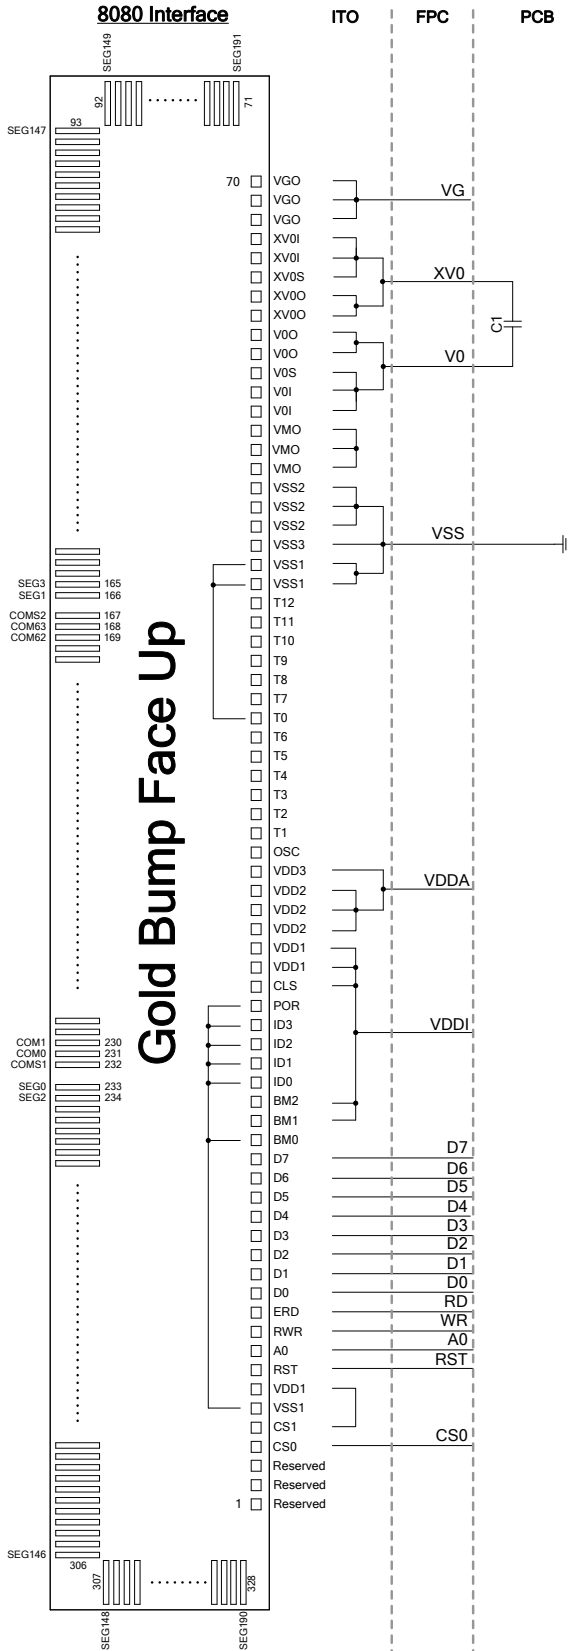 8080 Interface
ITO
FPC
PCB
SEG149
SEG191
92
71
93
SEG147
70
VGO
VGO
VGO
VG
XV0I
XV0I
XV0S
XV0O
XV0O
XV0
C1
V0O
V0O
V0S
V0I
V0I
V0
VMO
VMO
VMO
VSS2
VSS2
VSS2
VSS3
VSS
VSS1
VSS1
SEG3 165
SEG1 166
COMS2 167
COM63 168
COM62 169
T12
T11
T10
T9
T8
T7
T0
T6
T5
T4
T3
T2
T1
OSC
Gold Bump Face Up
VDD3
VDD2
VDD2
VDD2
VDDA
VDD1
VDD1
CLS
POR
ID3
ID2
ID1
ID0
BM2
BM1
BM0
VDDI
COM1 230
COM0 231
COMS1 232
SEG0 233
SEG2 234
D7 D7
D6 D6
D5 D5
D4 D4
D3 D3
D2 D2
D1 D1
D0 D0
ERD RD
RWR WR
A0 A0
RST RST
VDD1
VSS1
CS1
CS0 CS0
Reserved
Reserved
1 Reserved
SEG146
306
307
328
SEG148
SEG190